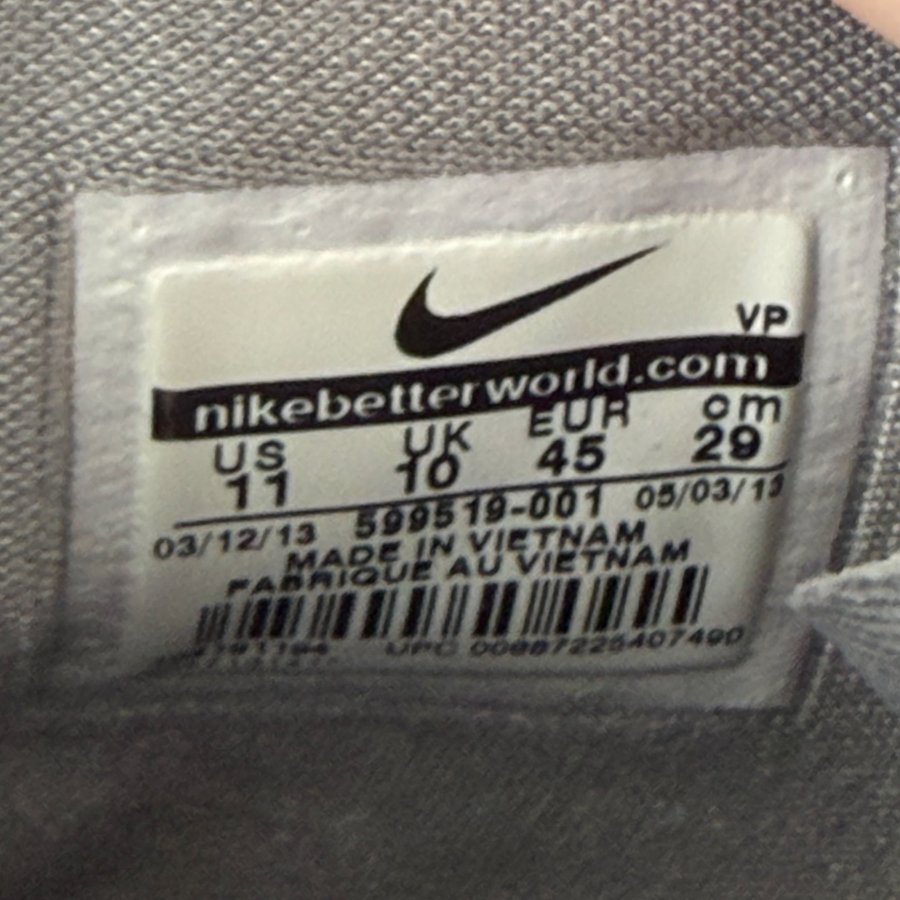 VP
nikebetterworld.com
US UK EUR cm
11 10 45 29
03/12/13 599519-001 05/03/13
MADE IN VIETNAM
FABRIQUE AU VIETNAM
UPC 00887225407490